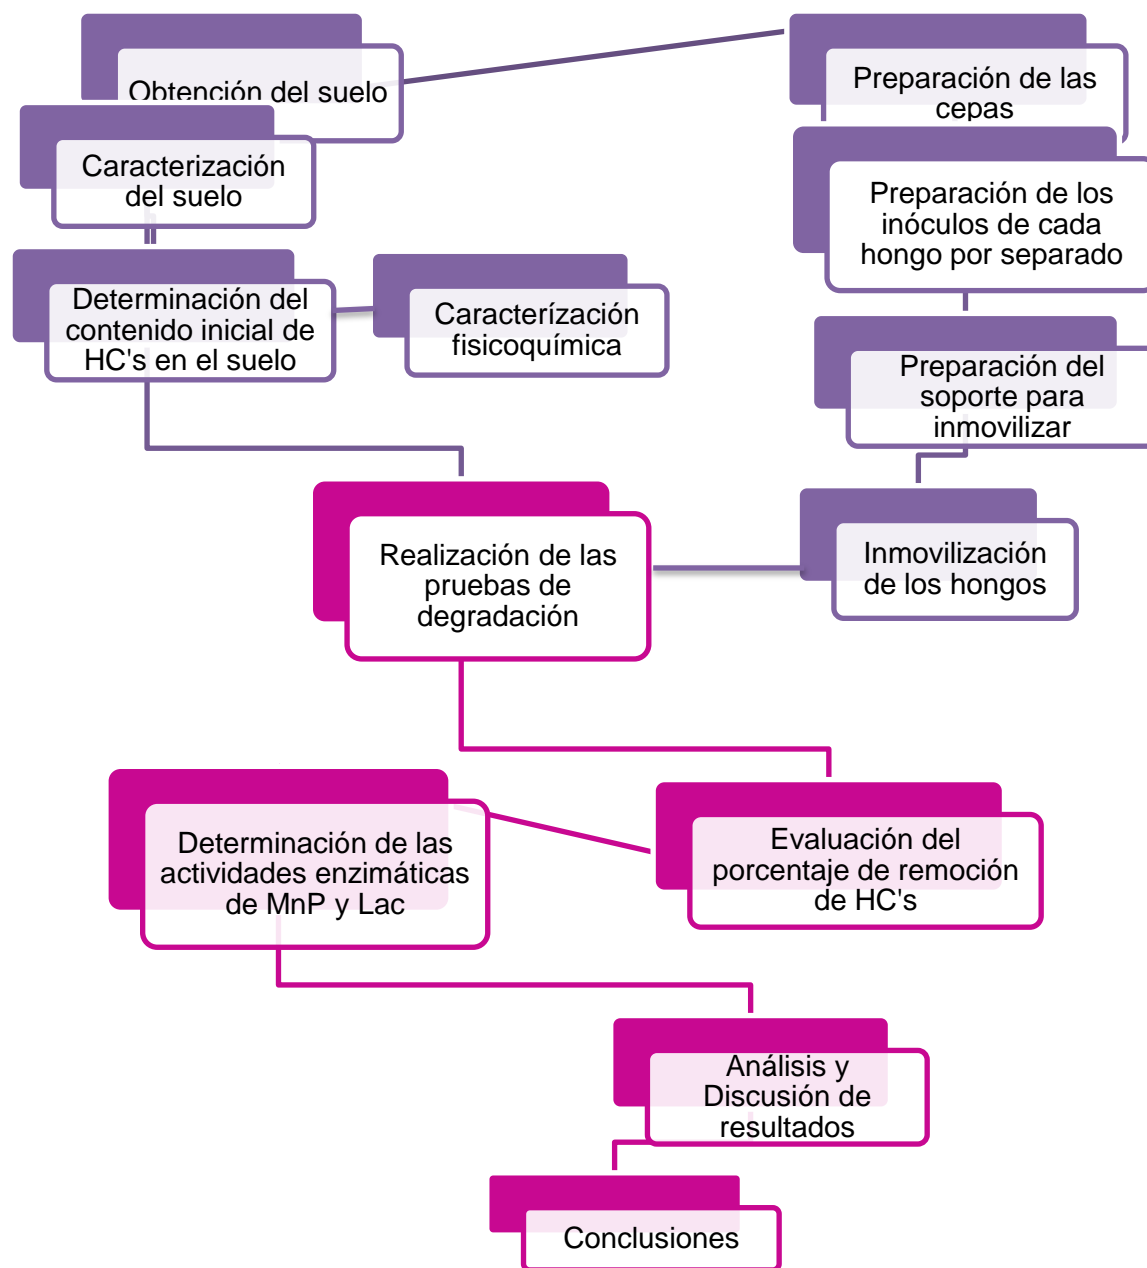 Obtención del suelo
Caracterización
del suelo
Determinación del
contenido inicial de
HC's en el suelo
Caracterízación
fisicoquímica
Preparación de las
cepas
Preparación de los
inóculos de cada
hongo por separado
Preparación del
soporte para
inmovilizar
Inmovilización
de los hongos
Realización de las
pruebas de
degradación
Evaluación del
porcentaje de remoción
de HC's
Determinación de las
actividades enzimáticas
de MnP y Lac
Análisis y
Discusión de
resultados
Conclusiones